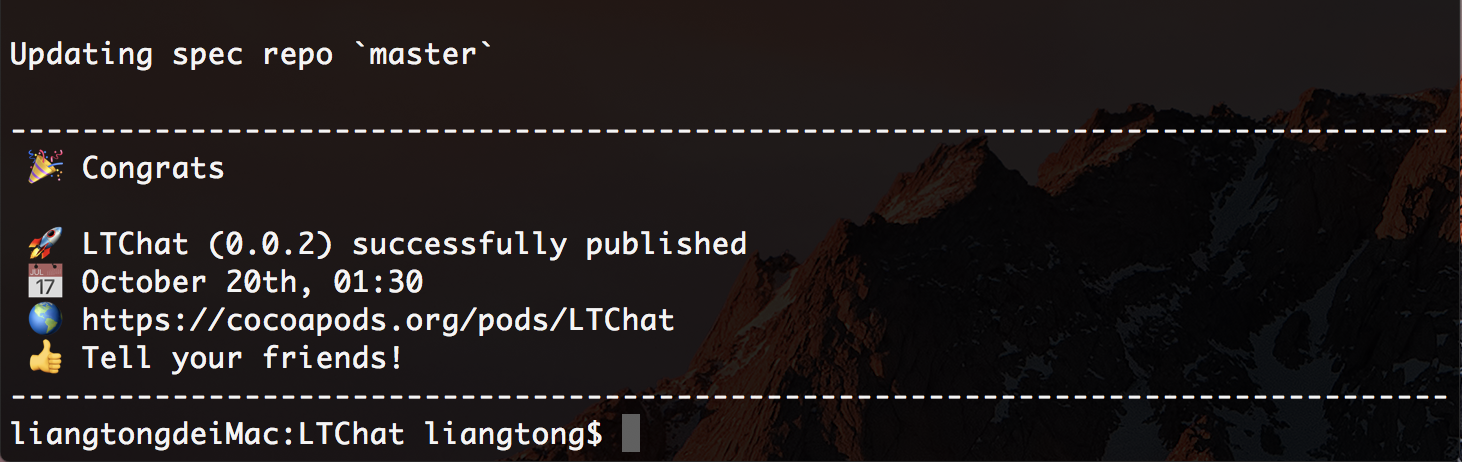 Updating spec repo `master`
--------------------------------------------------------------------------------
🎉 Congrats
🚀 LTChat (0.0.2) successfully published
📅 October 20th, 01:30
🌎 https://cocoapods.org/pods/LTChat
👍 Tell your friends!
--------------------------------------------------------------------------------
liangtongdeiMac:LTChat liangtong$